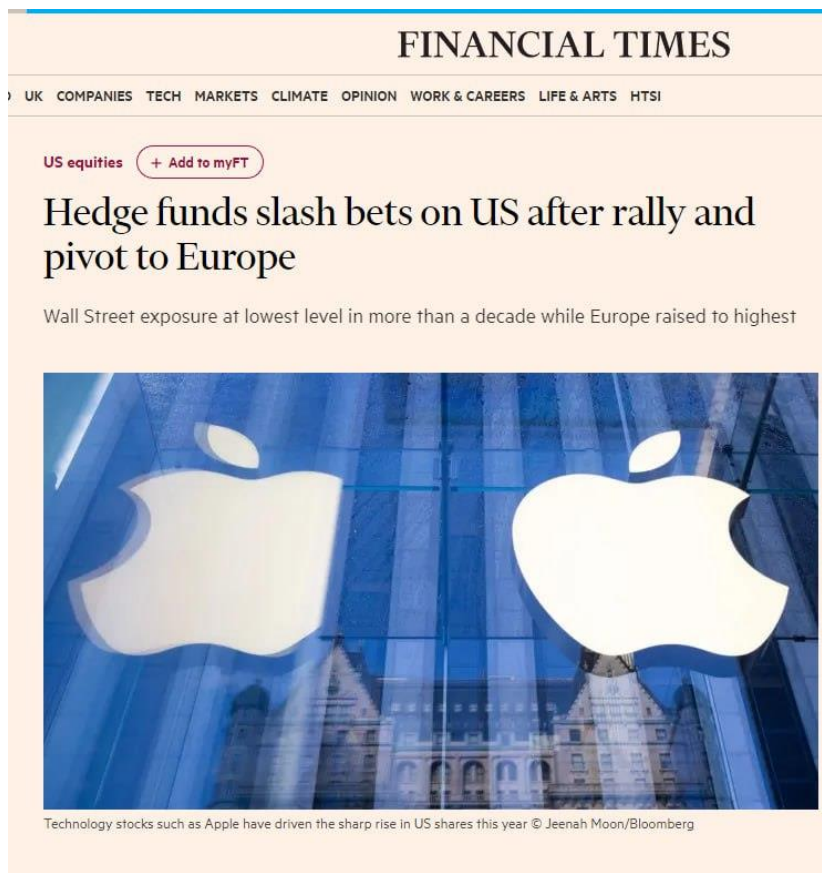 FINANCIAL TIMES
UK COMPANIES TECH MARKETS CLIMATE OPINION WORK & CAREERS LIFE & ARTS HTSI
US equities + Add to myFT
Hedge funds slash bets on US after rally and
pivot to Europe
Wall Street exposure at lowest level in more than a decade while Europe raised to highest
Technology stocks such as Apple have driven the sharp rise in US shares this year © Jeenah Moon/Bloomberg